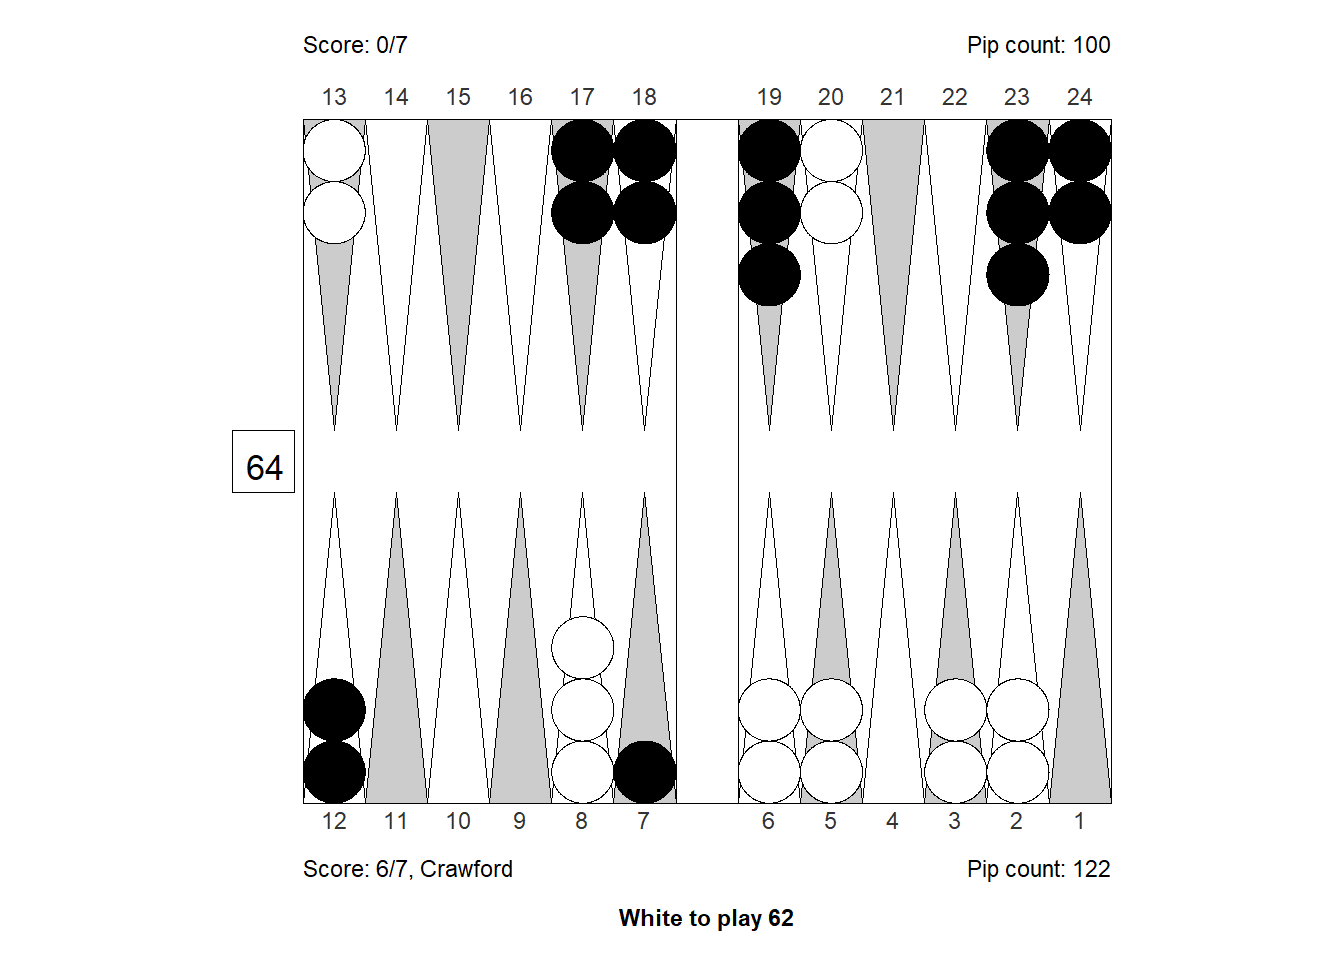 Score: 0/7 Pip count: 100
13 14 15 16 17 18 19 20 21 22 23 24
64
12 11 10 9 8 7 6 5 4 3 2 1
Score: 6/7, Crawford Pip count: 122
White to play 62